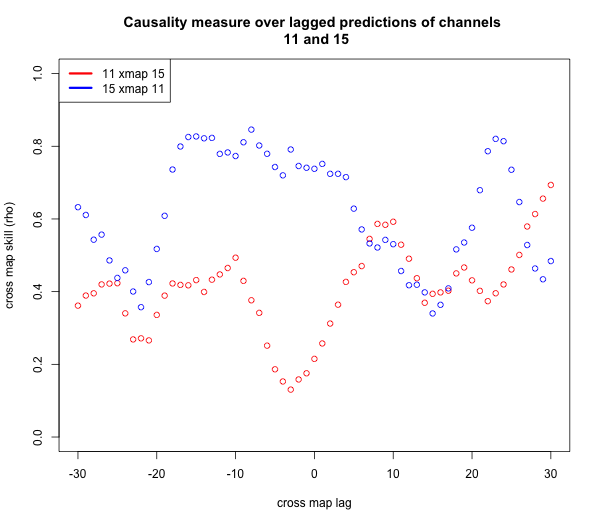 Causality measure over lagged predictions of channels
11 and 15
11 xmap 15
15 xmap 11
cross map skill (rho)
1.0
0.8
0.6
0.4
0.2
0.0
-30
-20
-10
0
10
20
30
cross map lag